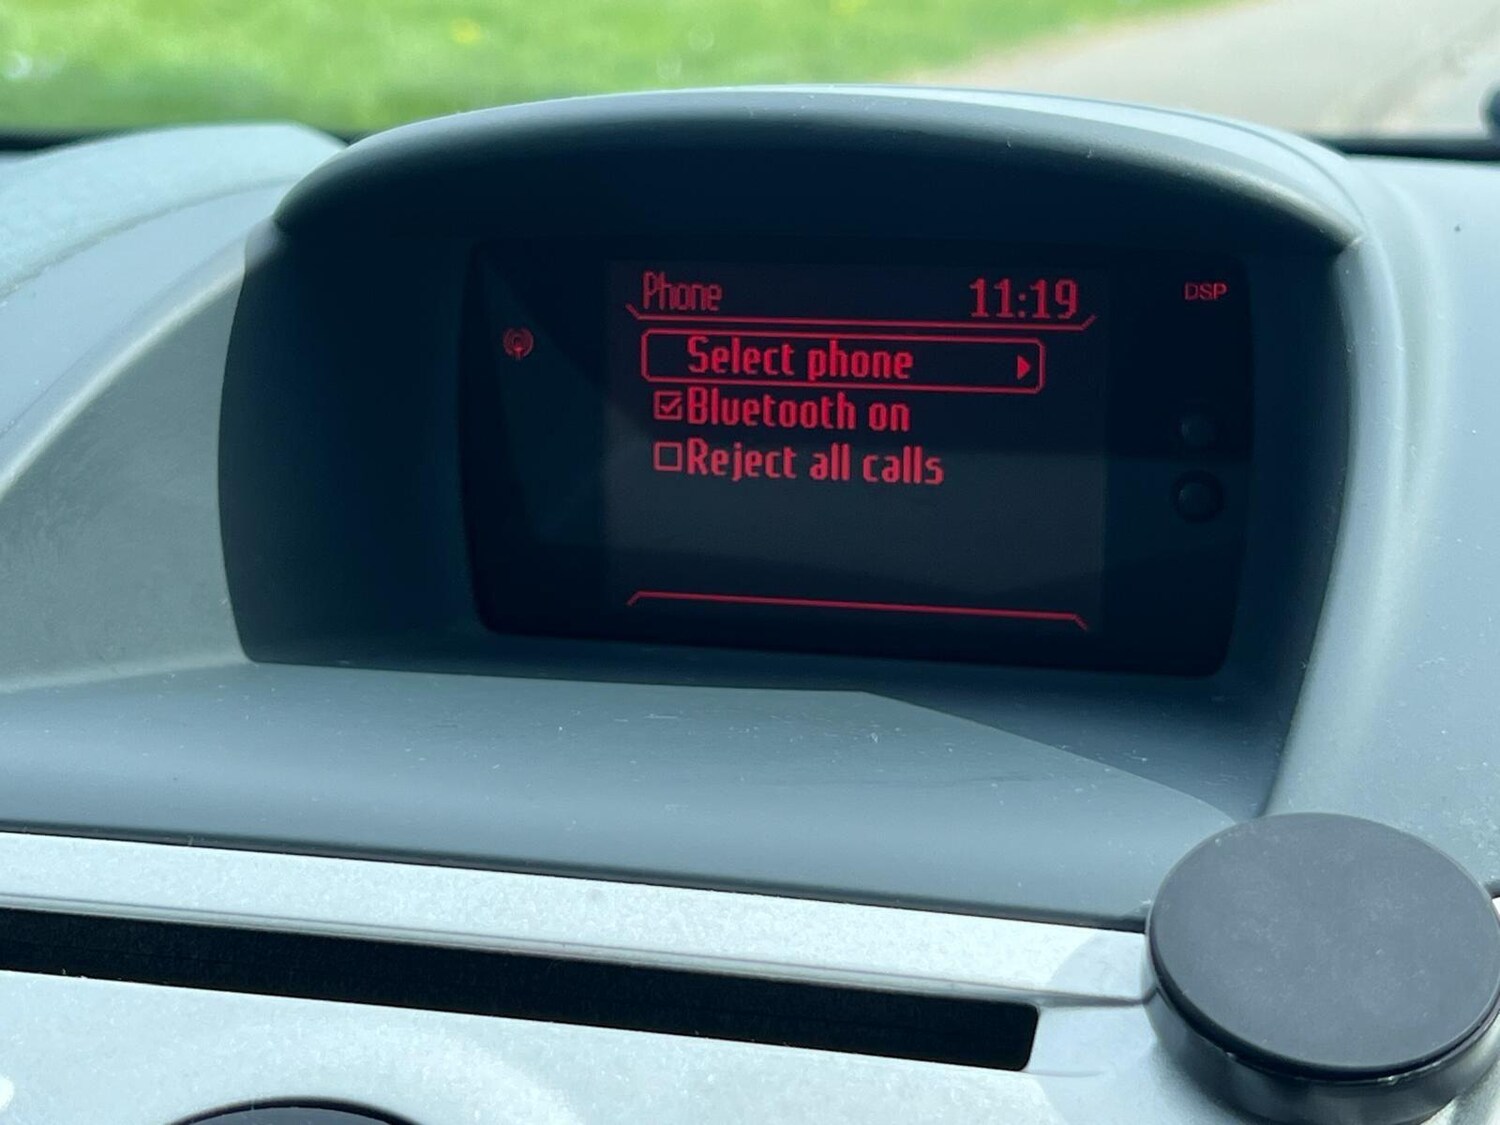 Phone 11:19 DSP
Select phone
Bluetooth on
Reject all calls